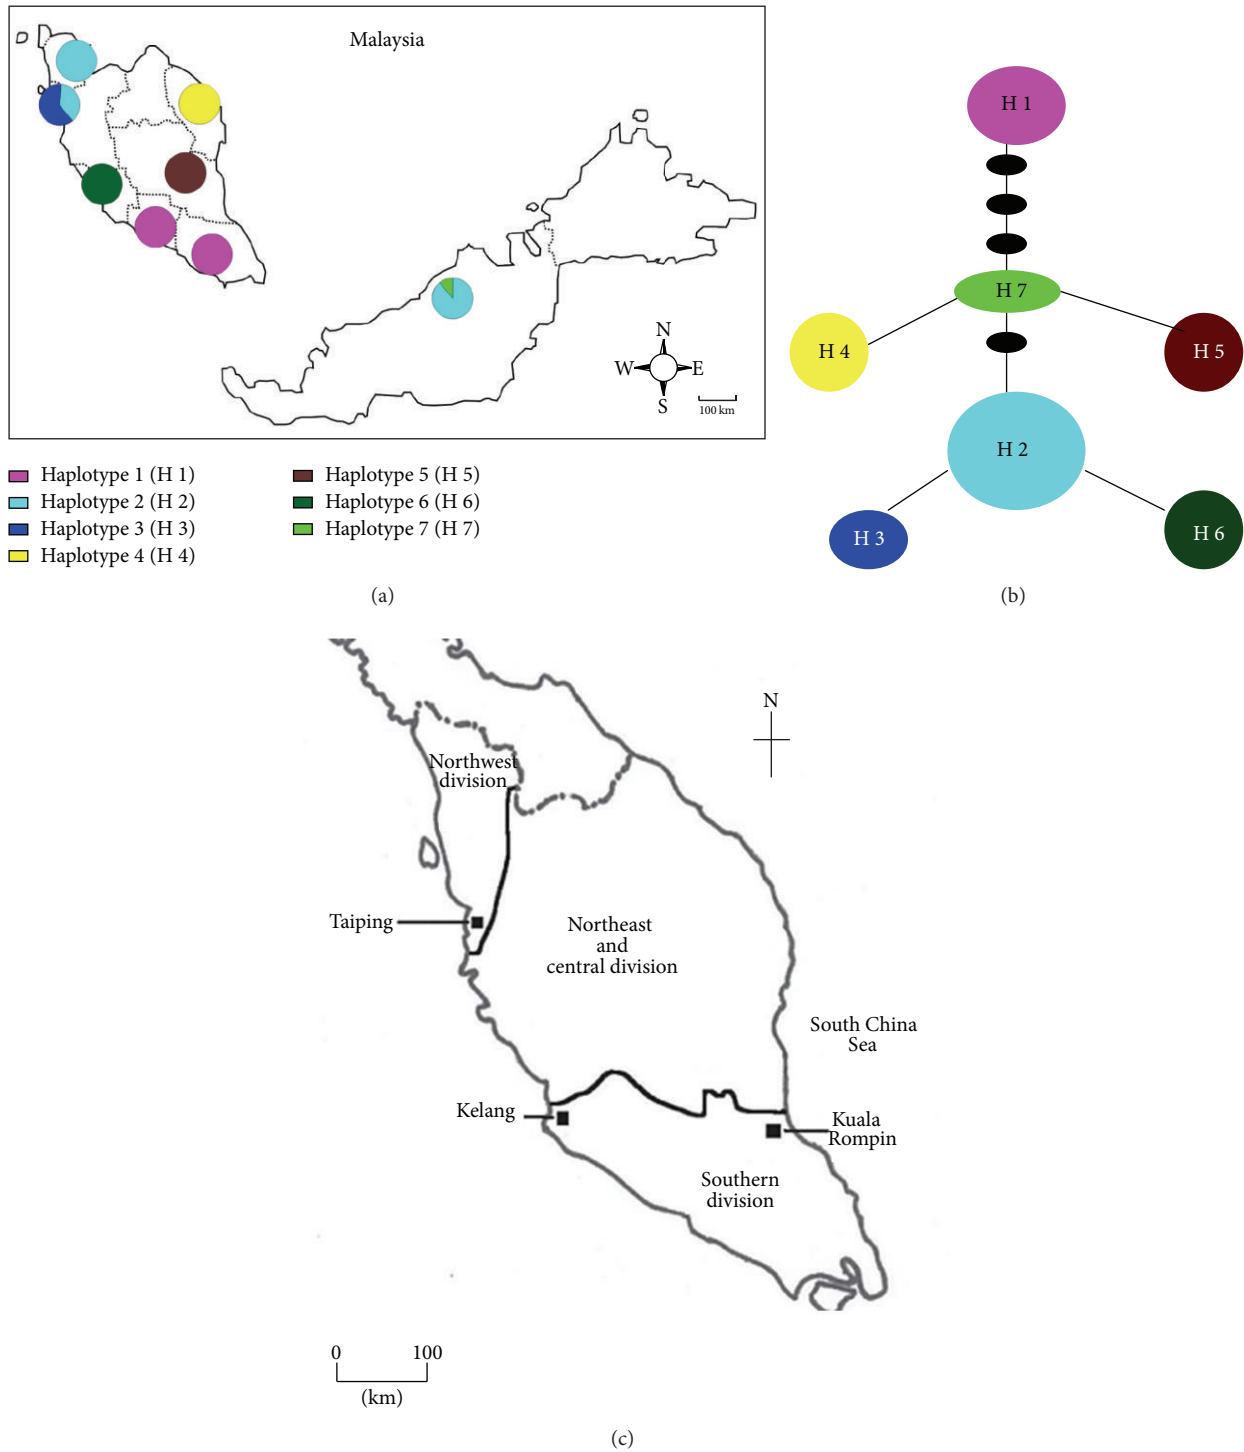 Malaysia
N
W
E
S
100 km
Haplotype 1 (H 1)
Haplotype 2 (H 2)
Haplotype 3 (H 3)
Haplotype 4 (H 4)
Haplotype 5 (H 5)
Haplotype 6 (H 6)
Haplotype 7 (H 7)
(a)
H 1
H 7
H 4
H 5
H 2
H 3
H 6
(b)
N
Northwest
division
Taiping
Northeast
and
central division
South China
Sea
Kelang
Kuala
Rompin
Southern
division
0 100
(km)
(c)